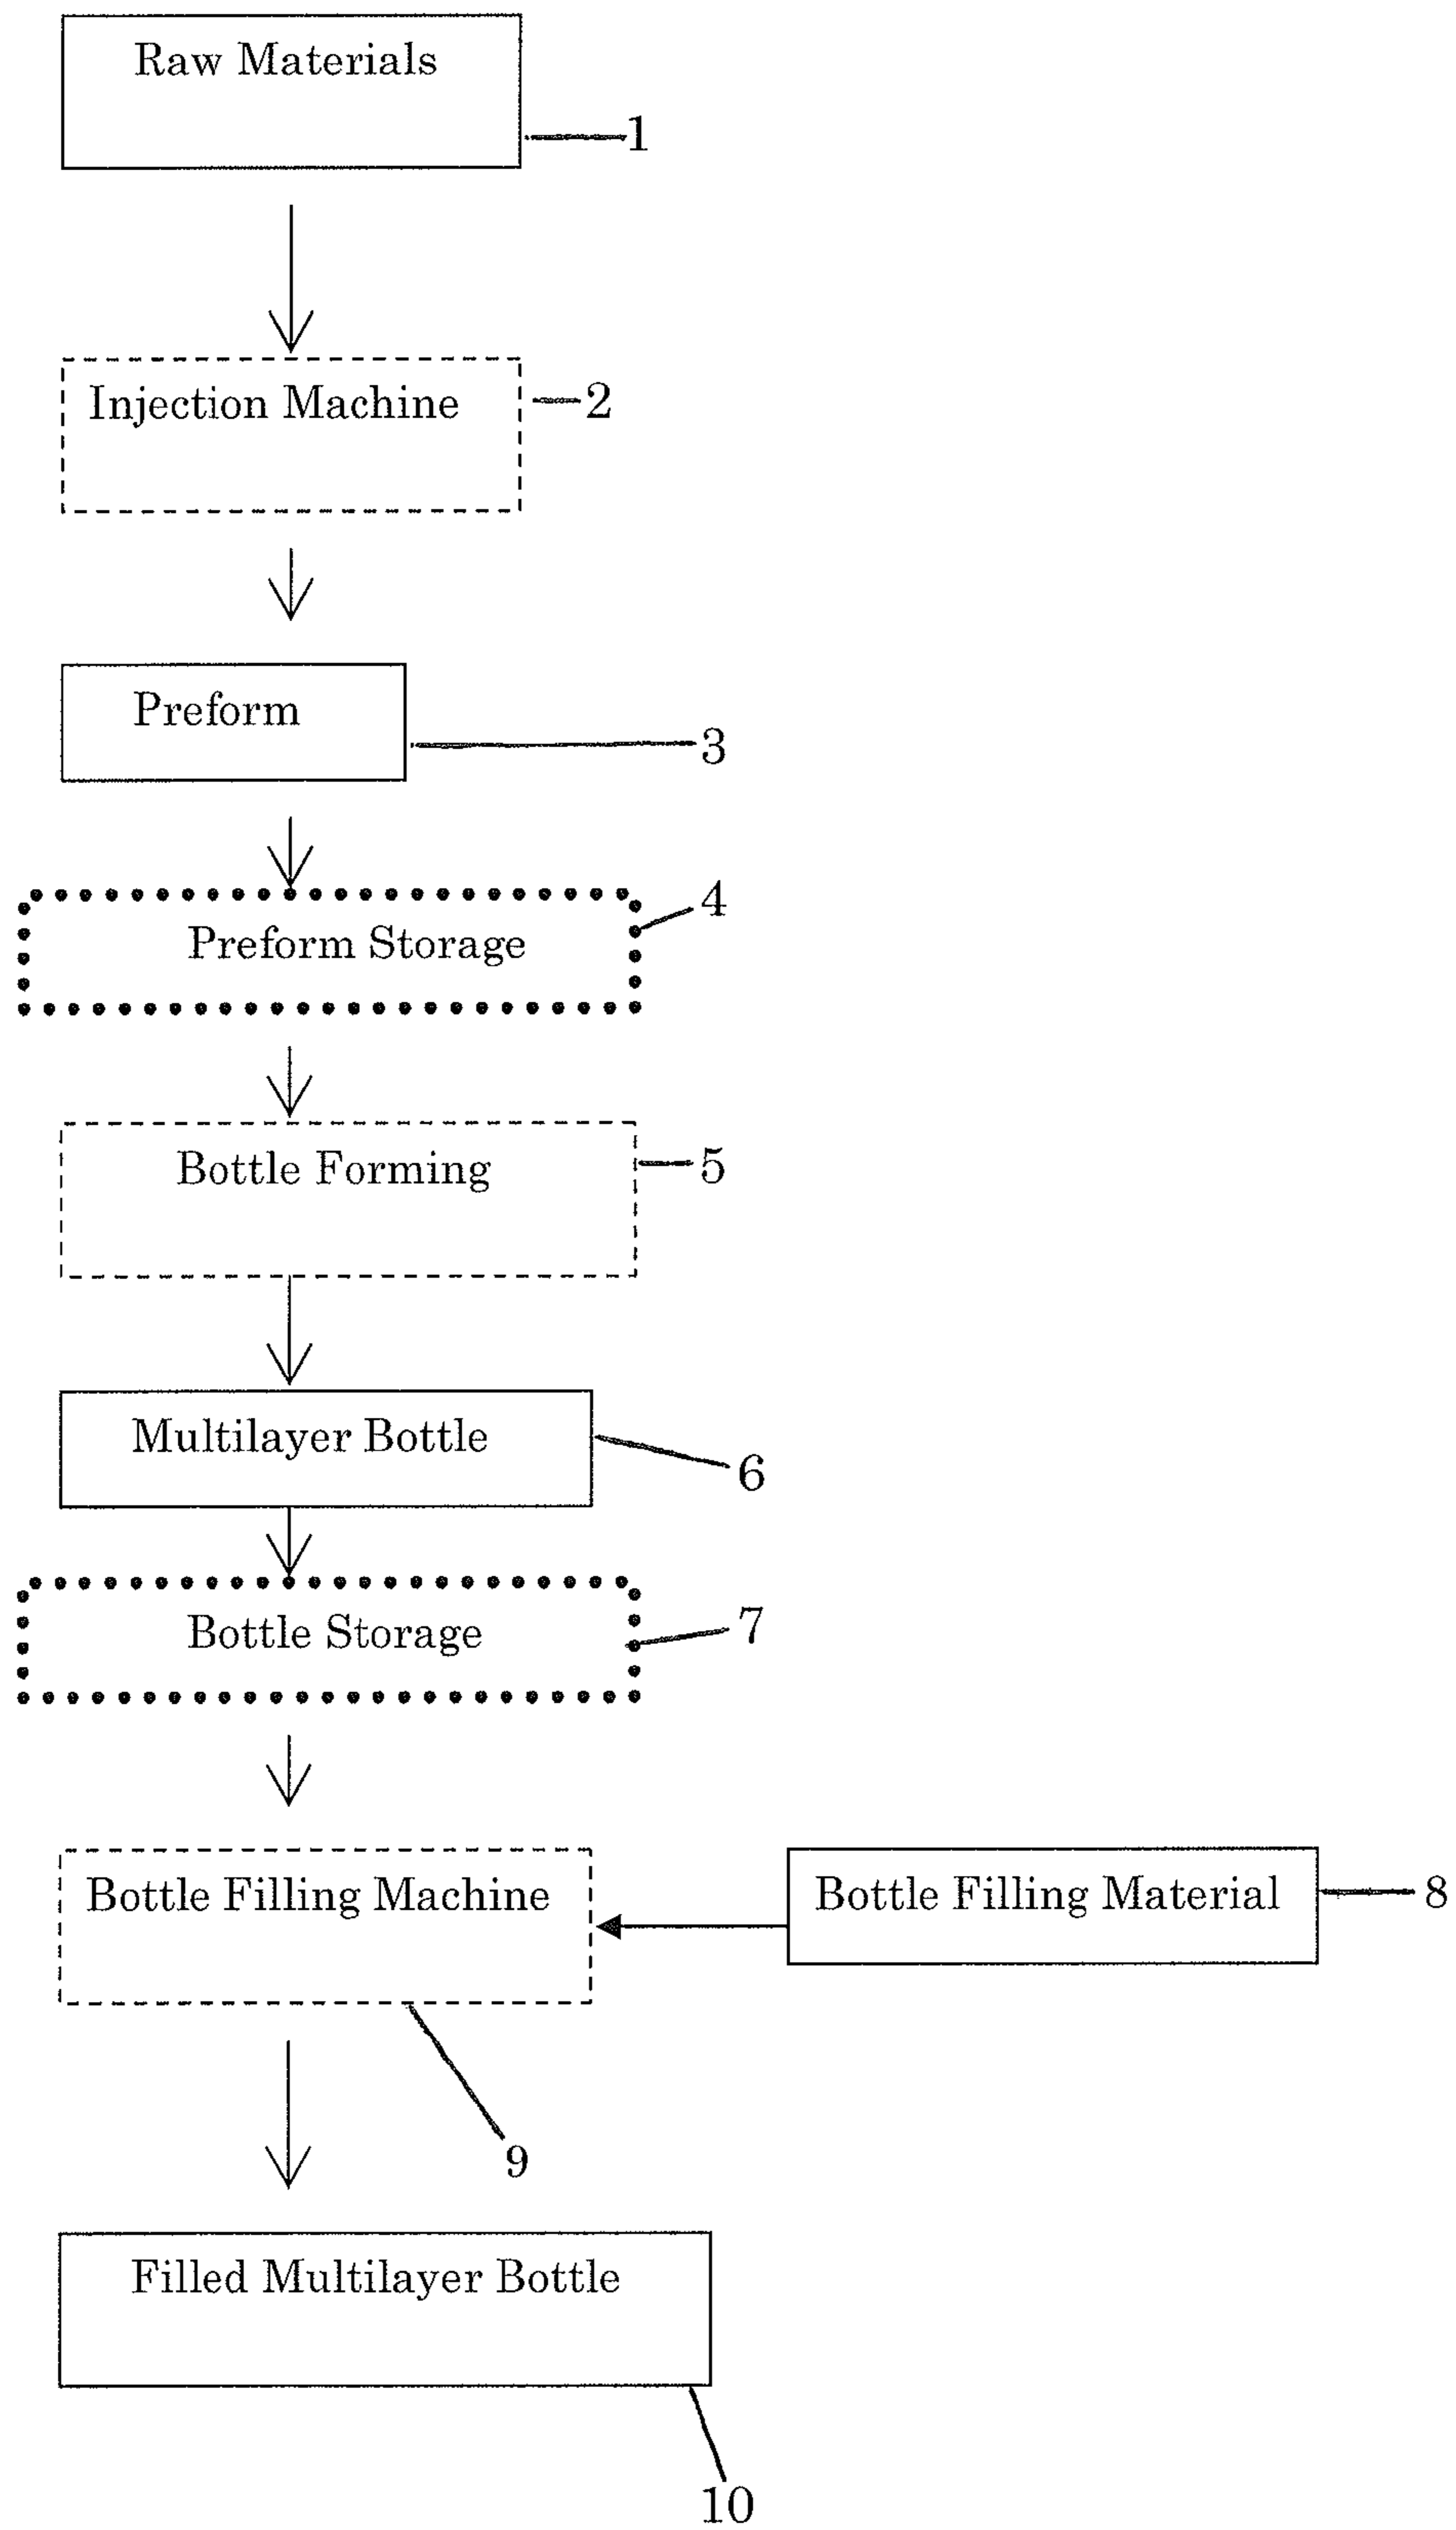 Raw Materials
1
Injection Machine
2
Preform
3
4
Preform Storage
Bottle Forming
5
Multilayer Bottle
6
Bottle Storage
7
Bottle Filling Machine
Bottle Filling Material
8
9
Filled Multilayer Bottle
10